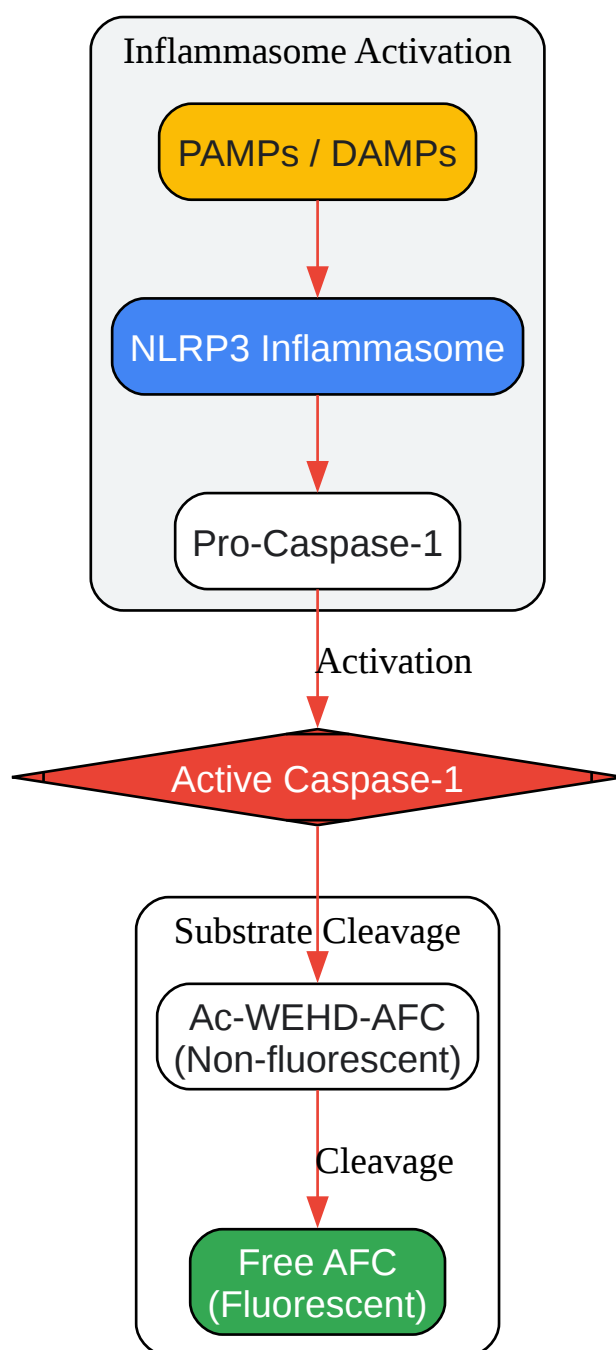 Inflammasome Activation
PAMPs / DAMPs
NLRP3 Inflammasome
Pro-Caspase-1
Activation
Active Caspase-1
Substrate Cleavage
Ac-WEHD-AFC
(Non-fluorescent)
Cleavage
Free AFC
(Fluorescent)